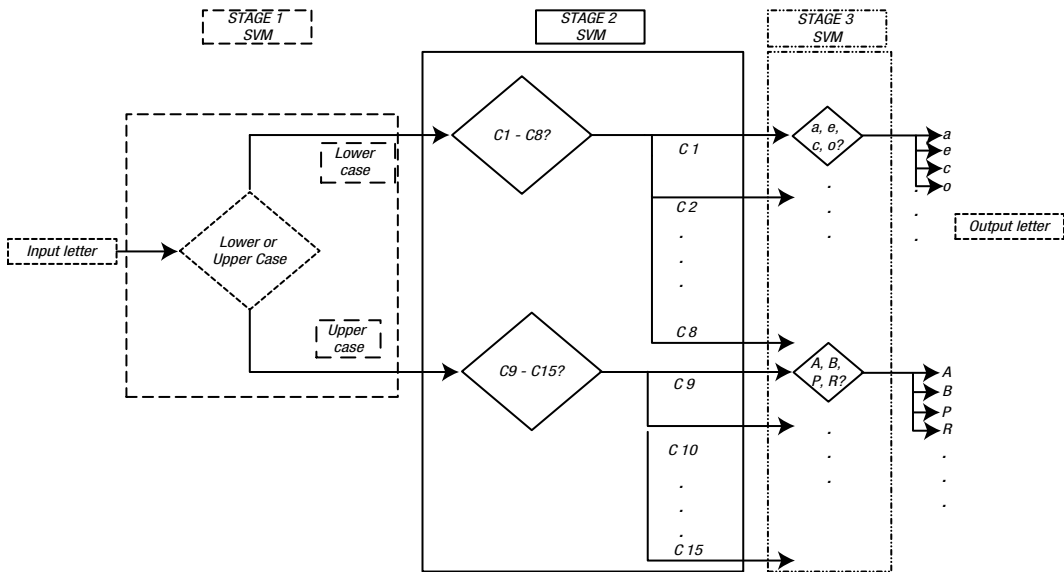 STAGE 1
SVM
STAGE 2
SVM
STAGE 3
SVM
Input letter
Lower or
Upper Case
Lower
case
Upper
case
C1 - C8?
C 1
C 2
.
.
.
C 8
C9 - C15?
C 9
C 10
.
.
.
C 15
a, e,
c, o?
.
.
.
A, B,
P, R?
.
.
.
a
e
c
o
.
.
.
Output letter
A
B
P
R
.
.
.